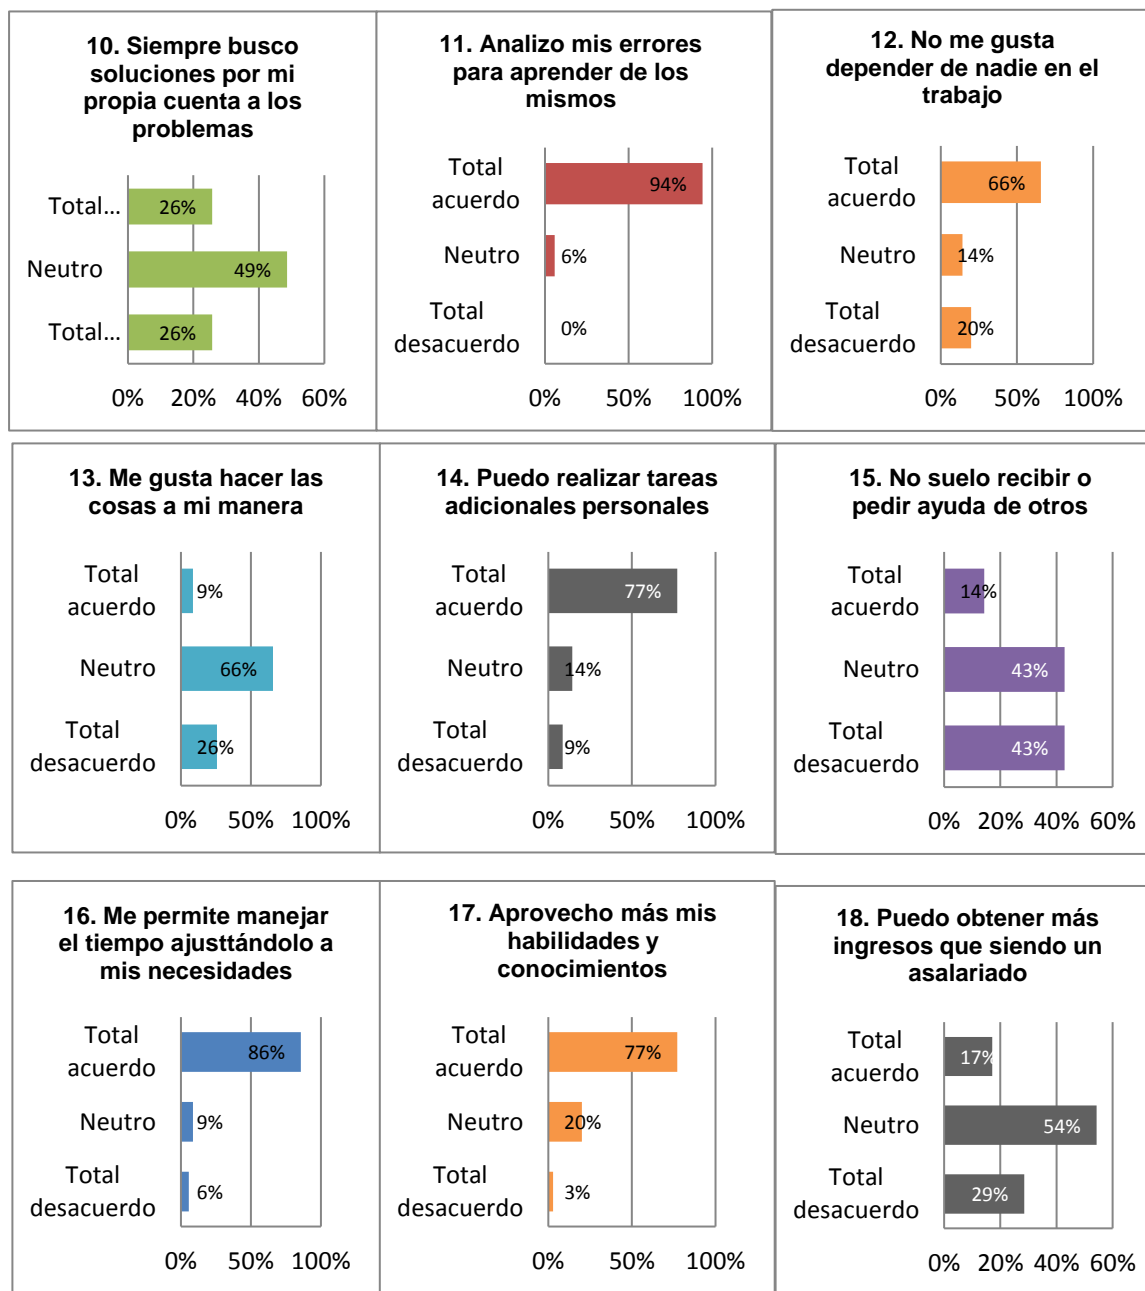 10. Siempre busco
soluciones por mi
propia cuenta a los
problemas
Total...
26%
Neutro
49%
Total...
26%
0% 20% 40% 60%
11. Analizo mis errores
para aprender de los
mismos
Total
acuerdo
94%
Neutro
6%
Total
desacuerdo
0%
0% 50% 100%
12. No me gusta
depender de nadie en el
trabajo
Total
acuerdo
66%
Neutro
14%
Total
desacuerdo
20%
0% 50% 100%
13. Me gusta hacer las
cosas a mi manera
Total
acuerdo
9%
Neutro
66%
Total
desacuerdo
26%
0% 50% 100%
14. Puedo realizar tareas
adicionales personales
Total
acuerdo
77%
Neutro
14%
Total
desacuerdo
9%
0% 50% 100%
15. No suelo recibir o
pedir ayuda de otros
Total
acuerdo
14%
Neutro
43%
Total
desacuerdo
43%
0% 20% 40% 60%
16. Me permite manejar
el tiempo ajusttándolo a
mis necesidades
Total
acuerdo
86%
Neutro
9%
Total
desacuerdo
6%
0% 50% 100%
17. Aprovecho más mis
habilidades y
conocimientos
Total
acuerdo
77%
Neutro
20%
Total
desacuerdo
3%
0% 50% 100%
18. Puedo obtener más
ingresos que siendo un
asalariado
Total
acuerdo
17%
Neutro
54%
Total
desacuerdo
29%
0% 20% 40% 60%